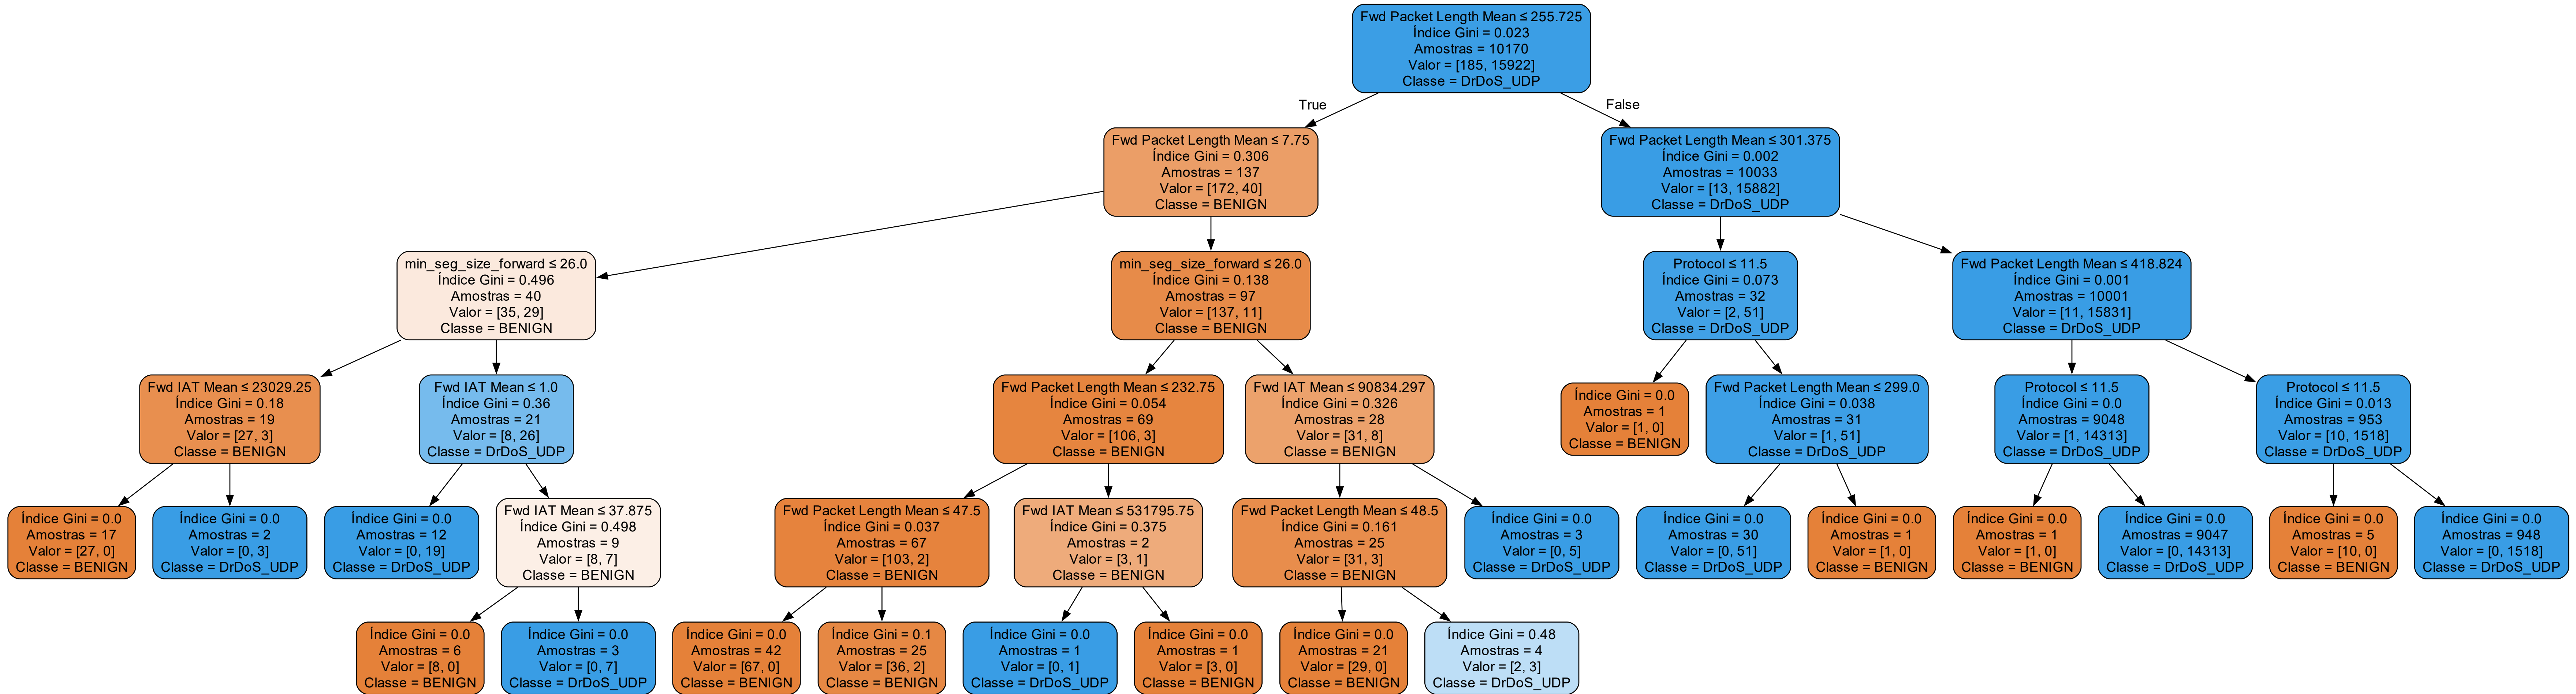 Fwd Packet Length Mean ≤ 255.725
Índice Gini = 0.023
Amostras = 10170
Valor = [185, 15922]
Classe = DrDoS_UDP
True
False
Fwd Packet Length Mean ≤ 7.75
Índice Gini = 0.306
Amostras = 137
Valor = [172, 40]
Classe = BENIGN
Fwd Packet Length Mean ≤ 301.375
Índice Gini = 0.002
Amostras = 10033
Valor = [13, 15882]
Classe = DrDoS_UDP
min_seg_size_forward ≤ 26.0
Índice Gini = 0.496
Amostras = 40
Valor = [35, 29]
Classe = BENIGN
min_seg_size_forward ≤ 26.0
Índice Gini = 0.138
Amostras = 97
Valor = [137, 11]
Classe = BENIGN
Protocol ≤ 11.5
Índice Gini = 0.073
Amostras = 32
Valor = [2, 51]
Classe = DrDoS_UDP
Fwd Packet Length Mean ≤ 418.824
Índice Gini = 0.001
Amostras = 10001
Valor = [11, 15831]
Classe = DrDoS_UDP
Fwd IAT Mean ≤ 23029.25
Índice Gini = 0.18
Amostras = 19
Valor = [27, 3]
Classe = BENIGN
Fwd IAT Mean ≤ 1.0
Índice Gini = 0.36
Amostras = 21
Valor = [8, 26]
Classe = DrDoS_UDP
Fwd Packet Length Mean ≤ 232.75
Índice Gini = 0.054
Amostras = 69
Valor = [106, 3]
Classe = BENIGN
Fwd IAT Mean ≤ 90834.297
Índice Gini = 0.326
Amostras = 28
Valor = [31, 8]
Classe = BENIGN
Índice Gini = 0.0
Amostras = 1
Valor = [1, 0]
Classe = BENIGN
Fwd Packet Length Mean ≤ 299.0
Índice Gini = 0.038
Amostras = 31
Valor = [1, 51]
Classe = DrDoS_UDP
Protocol ≤ 11.5
Índice Gini = 0.0
Amostras = 9048
Valor = [1, 14313]
Classe = DrDoS_UDP
Protocol ≤ 11.5
Índice Gini = 0.013
Amostras = 953
Valor = [10, 1518]
Classe = DrDoS_UDP
Índice Gini = 0.0
Amostras = 17
Valor = [27, 0]
Classe = BENIGN
Índice Gini = 0.0
Amostras = 2
Valor = [0, 3]
Classe = DrDoS_UDP
Índice Gini = 0.0
Amostras = 12
Valor = [0, 19]
Classe = DrDoS_UDP
Fwd IAT Mean ≤ 37.875
Índice Gini = 0.498
Amostras = 9
Valor = [8, 7]
Classe = BENIGN
Fwd Packet Length Mean ≤ 47.5
Índice Gini = 0.037
Amostras = 67
Valor = [103, 2]
Classe = BENIGN
Fwd IAT Mean ≤ 531795.75
Índice Gini = 0.375
Amostras = 2
Valor = [3, 1]
Classe = BENIGN
Fwd Packet Length Mean ≤ 48.5
Índice Gini = 0.161
Amostras = 25
Valor = [31, 3]
Classe = BENIGN
Índice Gini = 0.0
Amostras = 3
Valor = [0, 5]
Classe = DrDoS_UDP
Índice Gini = 0.0
Amostras = 30
Valor = [0, 51]
Classe = DrDoS_UDP
Índice Gini = 0.0
Amostras = 1
Valor = [1, 0]
Classe = BENIGN
Índice Gini = 0.0
Amostras = 1
Valor = [1, 0]
Classe = BENIGN
Índice Gini = 0.0
Amostras = 9047
Valor = [0, 14313]
Classe = DrDoS_UDP
Índice Gini = 0.0
Amostras = 5
Valor = [10, 0]
Classe = BENIGN
Índice Gini = 0.0
Amostras = 948
Valor = [0, 1518]
Classe = DrDoS_UDP
Índice Gini = 0.0
Amostras = 6
Valor = [8, 0]
Classe = BENIGN
Índice Gini = 0.0
Amostras = 3
Valor = [0, 7]
Classe = DrDoS_UDP
Índice Gini = 0.0
Amostras = 42
Valor = [67, 0]
Classe = BENIGN
Índice Gini = 0.1
Amostras = 25
Valor = [36, 2]
Classe = BENIGN
Índice Gini = 0.0
Amostras = 1
Valor = [0, 1]
Classe = DrDoS_UDP
Índice Gini = 0.0
Amostras = 1
Valor = [3, 0]
Classe = BENIGN
Índice Gini = 0.0
Amostras = 21
Valor = [29, 0]
Classe = BENIGN
Índice Gini = 0.48
Amostras = 4
Valor = [2, 3]
Classe = DrDoS_UDP